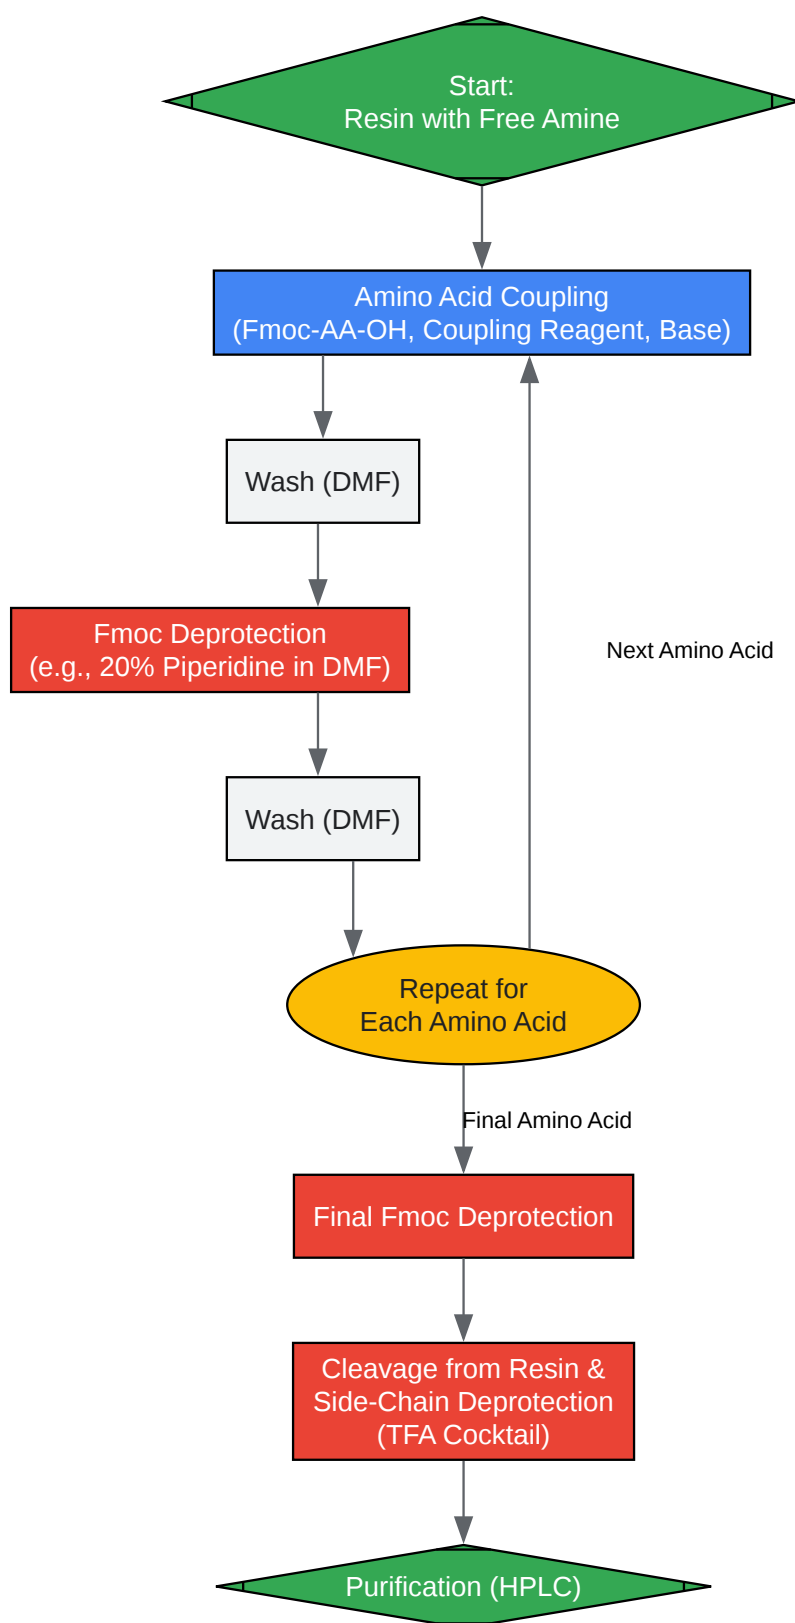 Start:
Resin with Free Amine
Amino Acid Coupling
(Fmoc-AA-OH, Coupling Reagent, Base)
Wash (DMF)
Fmoc Deprotection
(e.g., 20% Piperidine in DMF)
Next Amino Acid
Wash (DMF)
Repeat for
Each Amino Acid
Final Amino Acid
Final Fmoc Deprotection
Cleavage from Resin &
Side-Chain Deprotection
(TFA Cocktail)
Purification (HPLC)